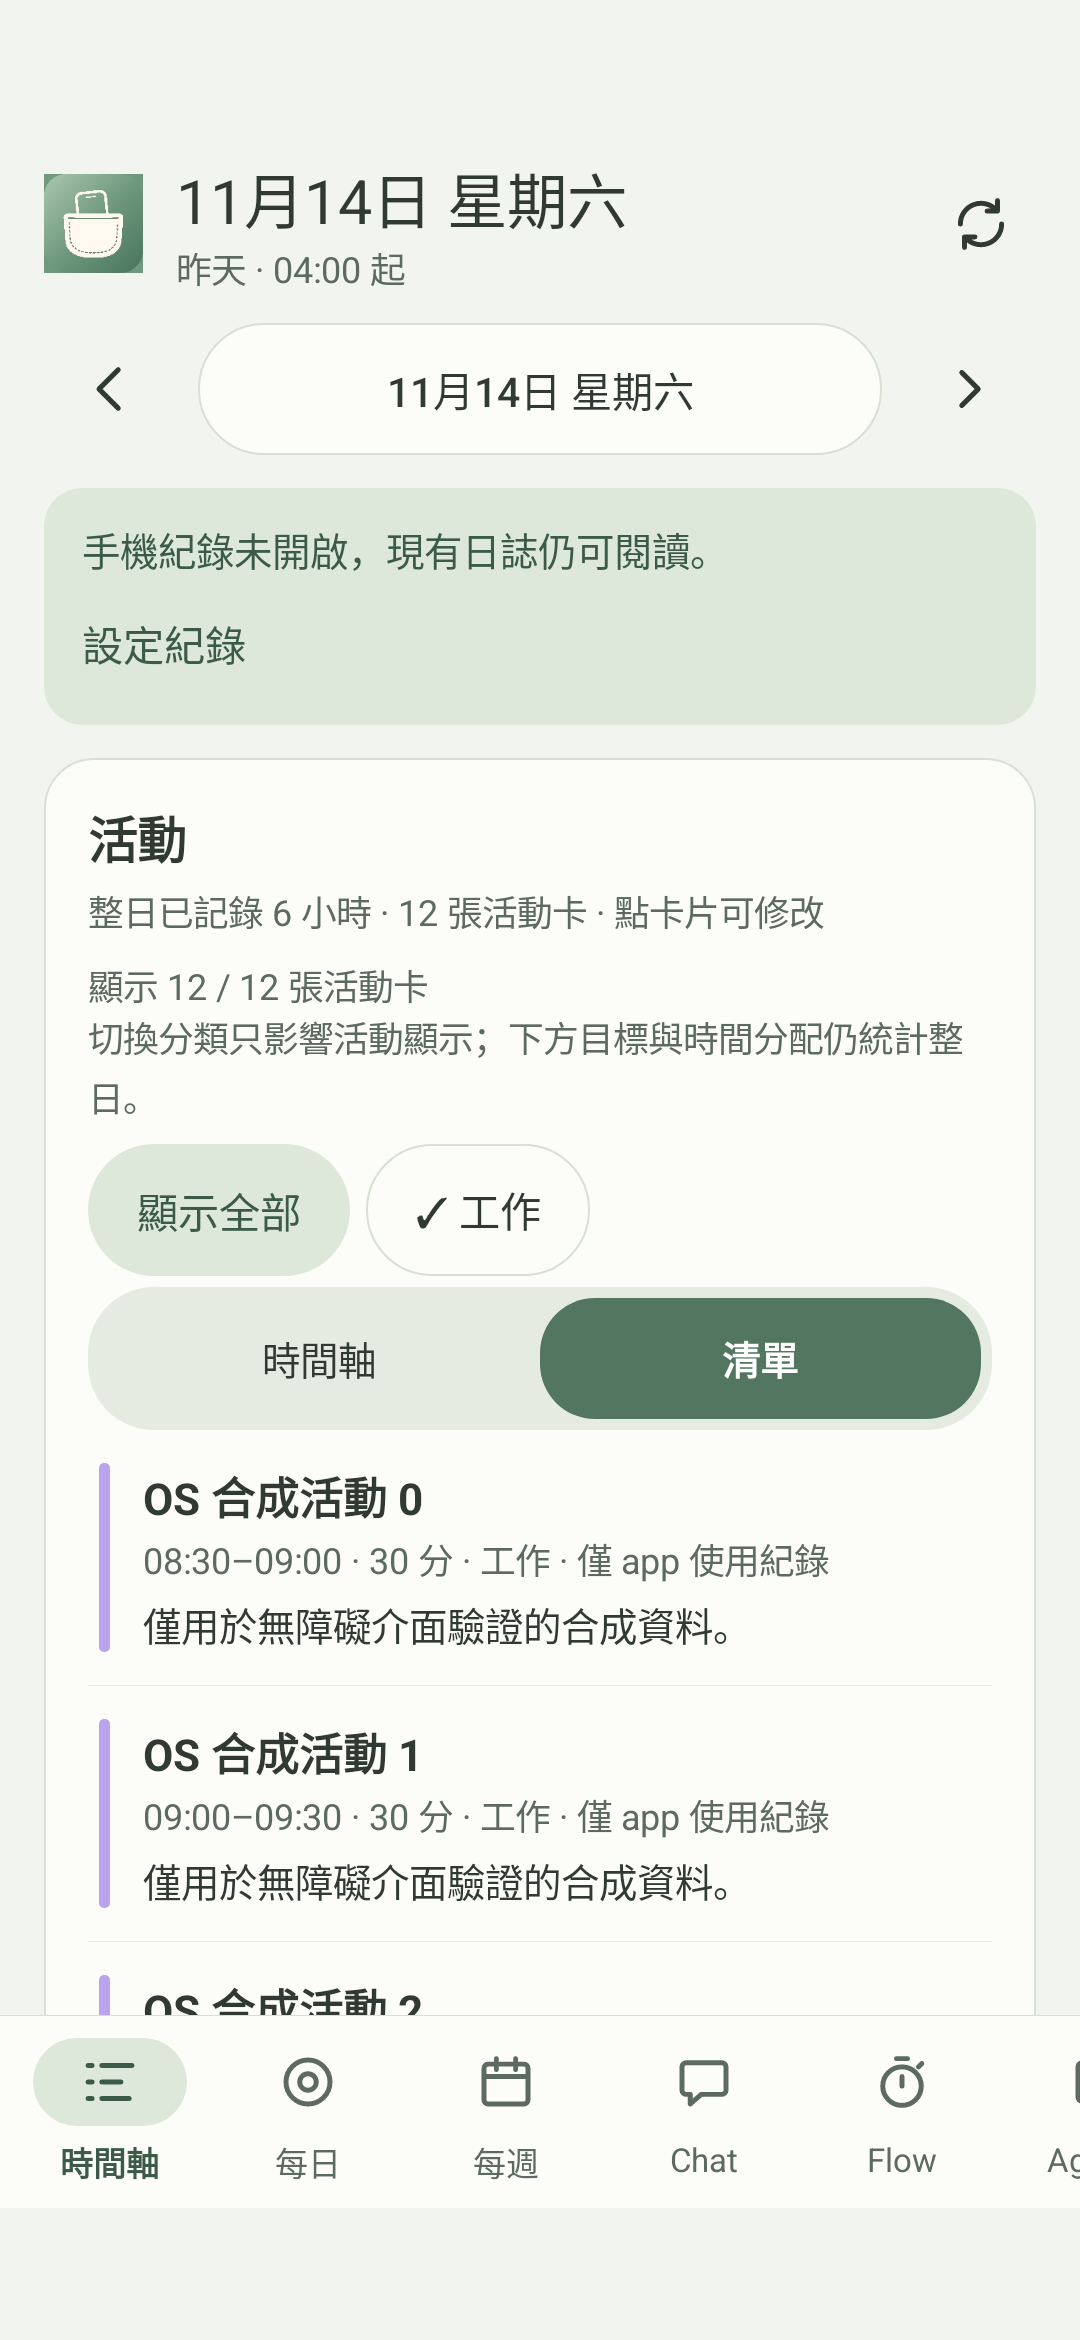 11月14日 星期六
昨天 · 04:00 起
11月14日 星期六
手機紀錄未開啟，現有日誌仍可閱讀。
設定紀錄
活動
整日已記錄 6 小時 · 12 張活動卡 · 點卡片可修改
顯示 12 / 12 張活動卡
切換分類只影響活動顯示；下方目標與時間分配仍統計整
日。
顯示全部
✓ 工作
時間軸
清單
OS 合成活動 0
08:30–09:00 · 30 分 · 工作 · 僅 app 使用紀錄
僅用於無障礙介面驗證的合成資料。
OS 合成活動 1
09:00–09:30 · 30 分 · 工作 · 僅 app 使用紀錄
僅用於無障礙介面驗證的合成資料。
OS 合成活動 2
時間軸
每日
每週
Chat
Flow